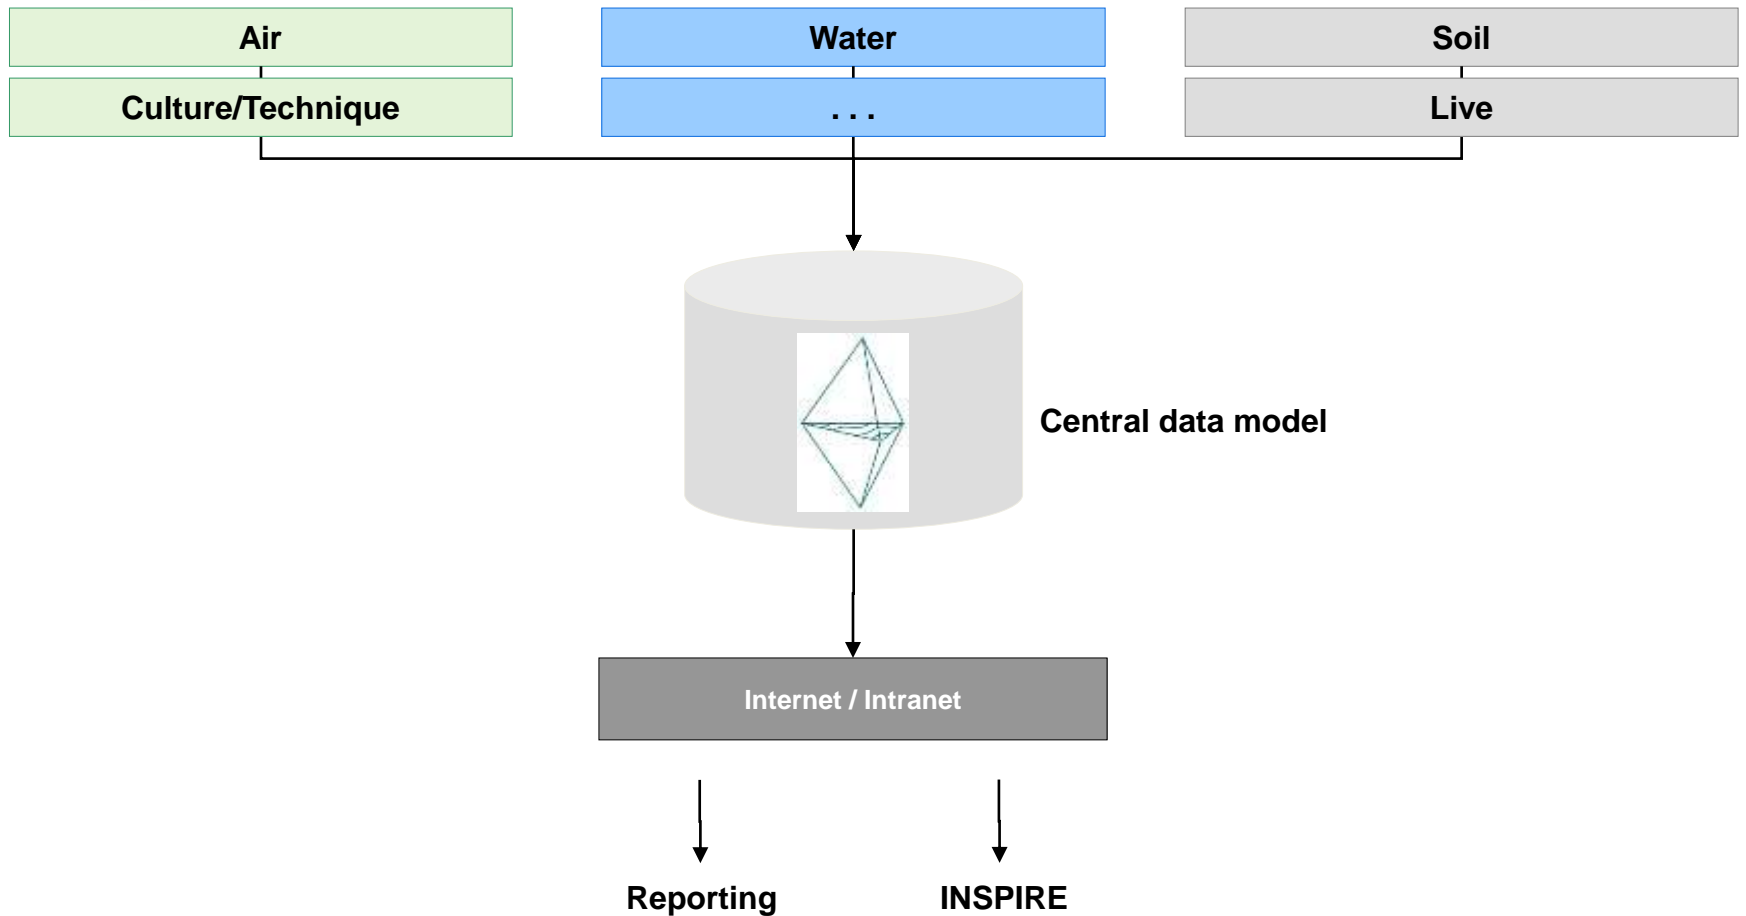 Air
Water
Soil
Culture/Technique
. . .
Live
Central data model
Internet / Intranet
Reporting
INSPIRE